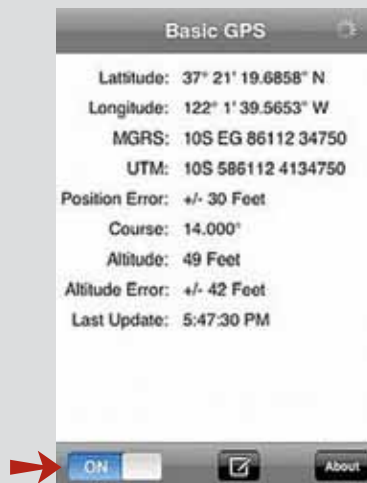 Basic GPS
Lattitude: 37° 21' 19.6858" N
Longitude: 122° 1' 39.5653" W
MGRS: 10S EG 86112 34750
UTM: 10S 586112 4134750
Position Error: +/- 30 Feet
Course: 14.000°
Altitude: 49 Feet
Altitude Error: +/- 42 Feet
Last Update: 5:47:30 PM
ON About